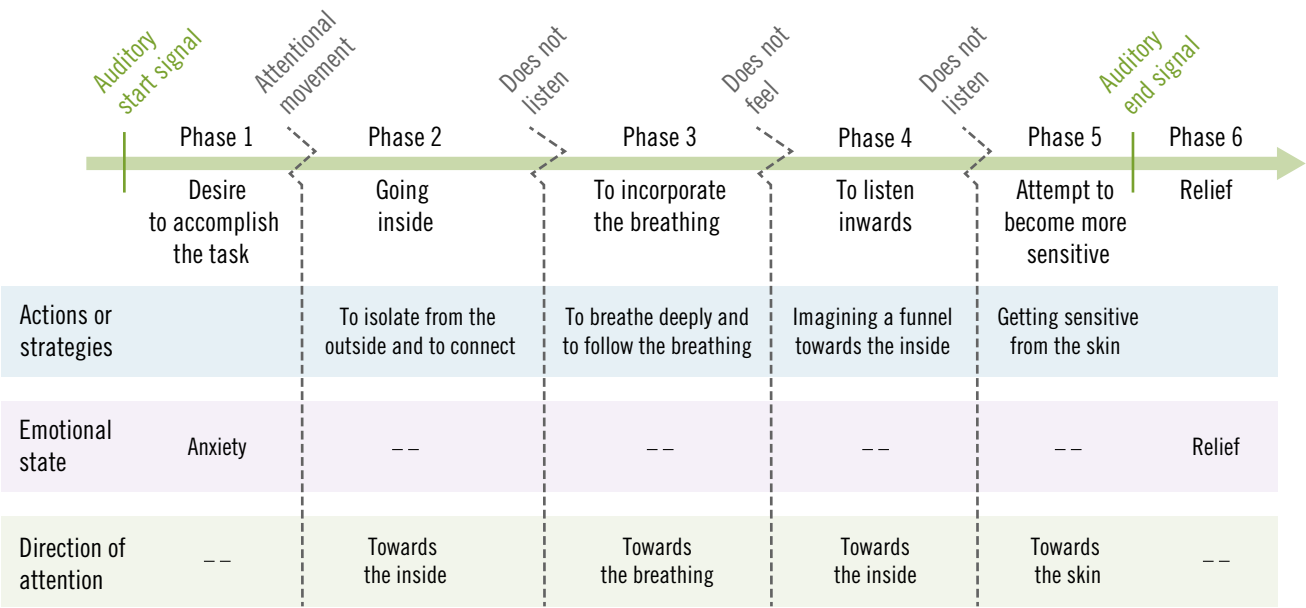 Auditory
start signal
Attentional
movement
Does not
listen
Does not
feel
Does not
listen
Auditory
end signal
Phase 1
Phase 2
Phase 3
Phase 4
Phase 5
Phase 6
Desire
to accomplish
the task
Going
inside
To incorporate
the breathing
To listen
inwards
Attempt to
become more
sensitive
Relief
Actions or
strategies
To isolate from the
outside and to connect
To breathe deeply and
to follow the breathing
Imagining a funnel
towards the inside
Getting sensitive
from the skin
Emotional
state
Anxiety
– –
– –
– –
– –
Relief
Direction of
attention
– –
Towards
the inside
Towards
the breathing
Towards
the inside
Towards
the skin
– –